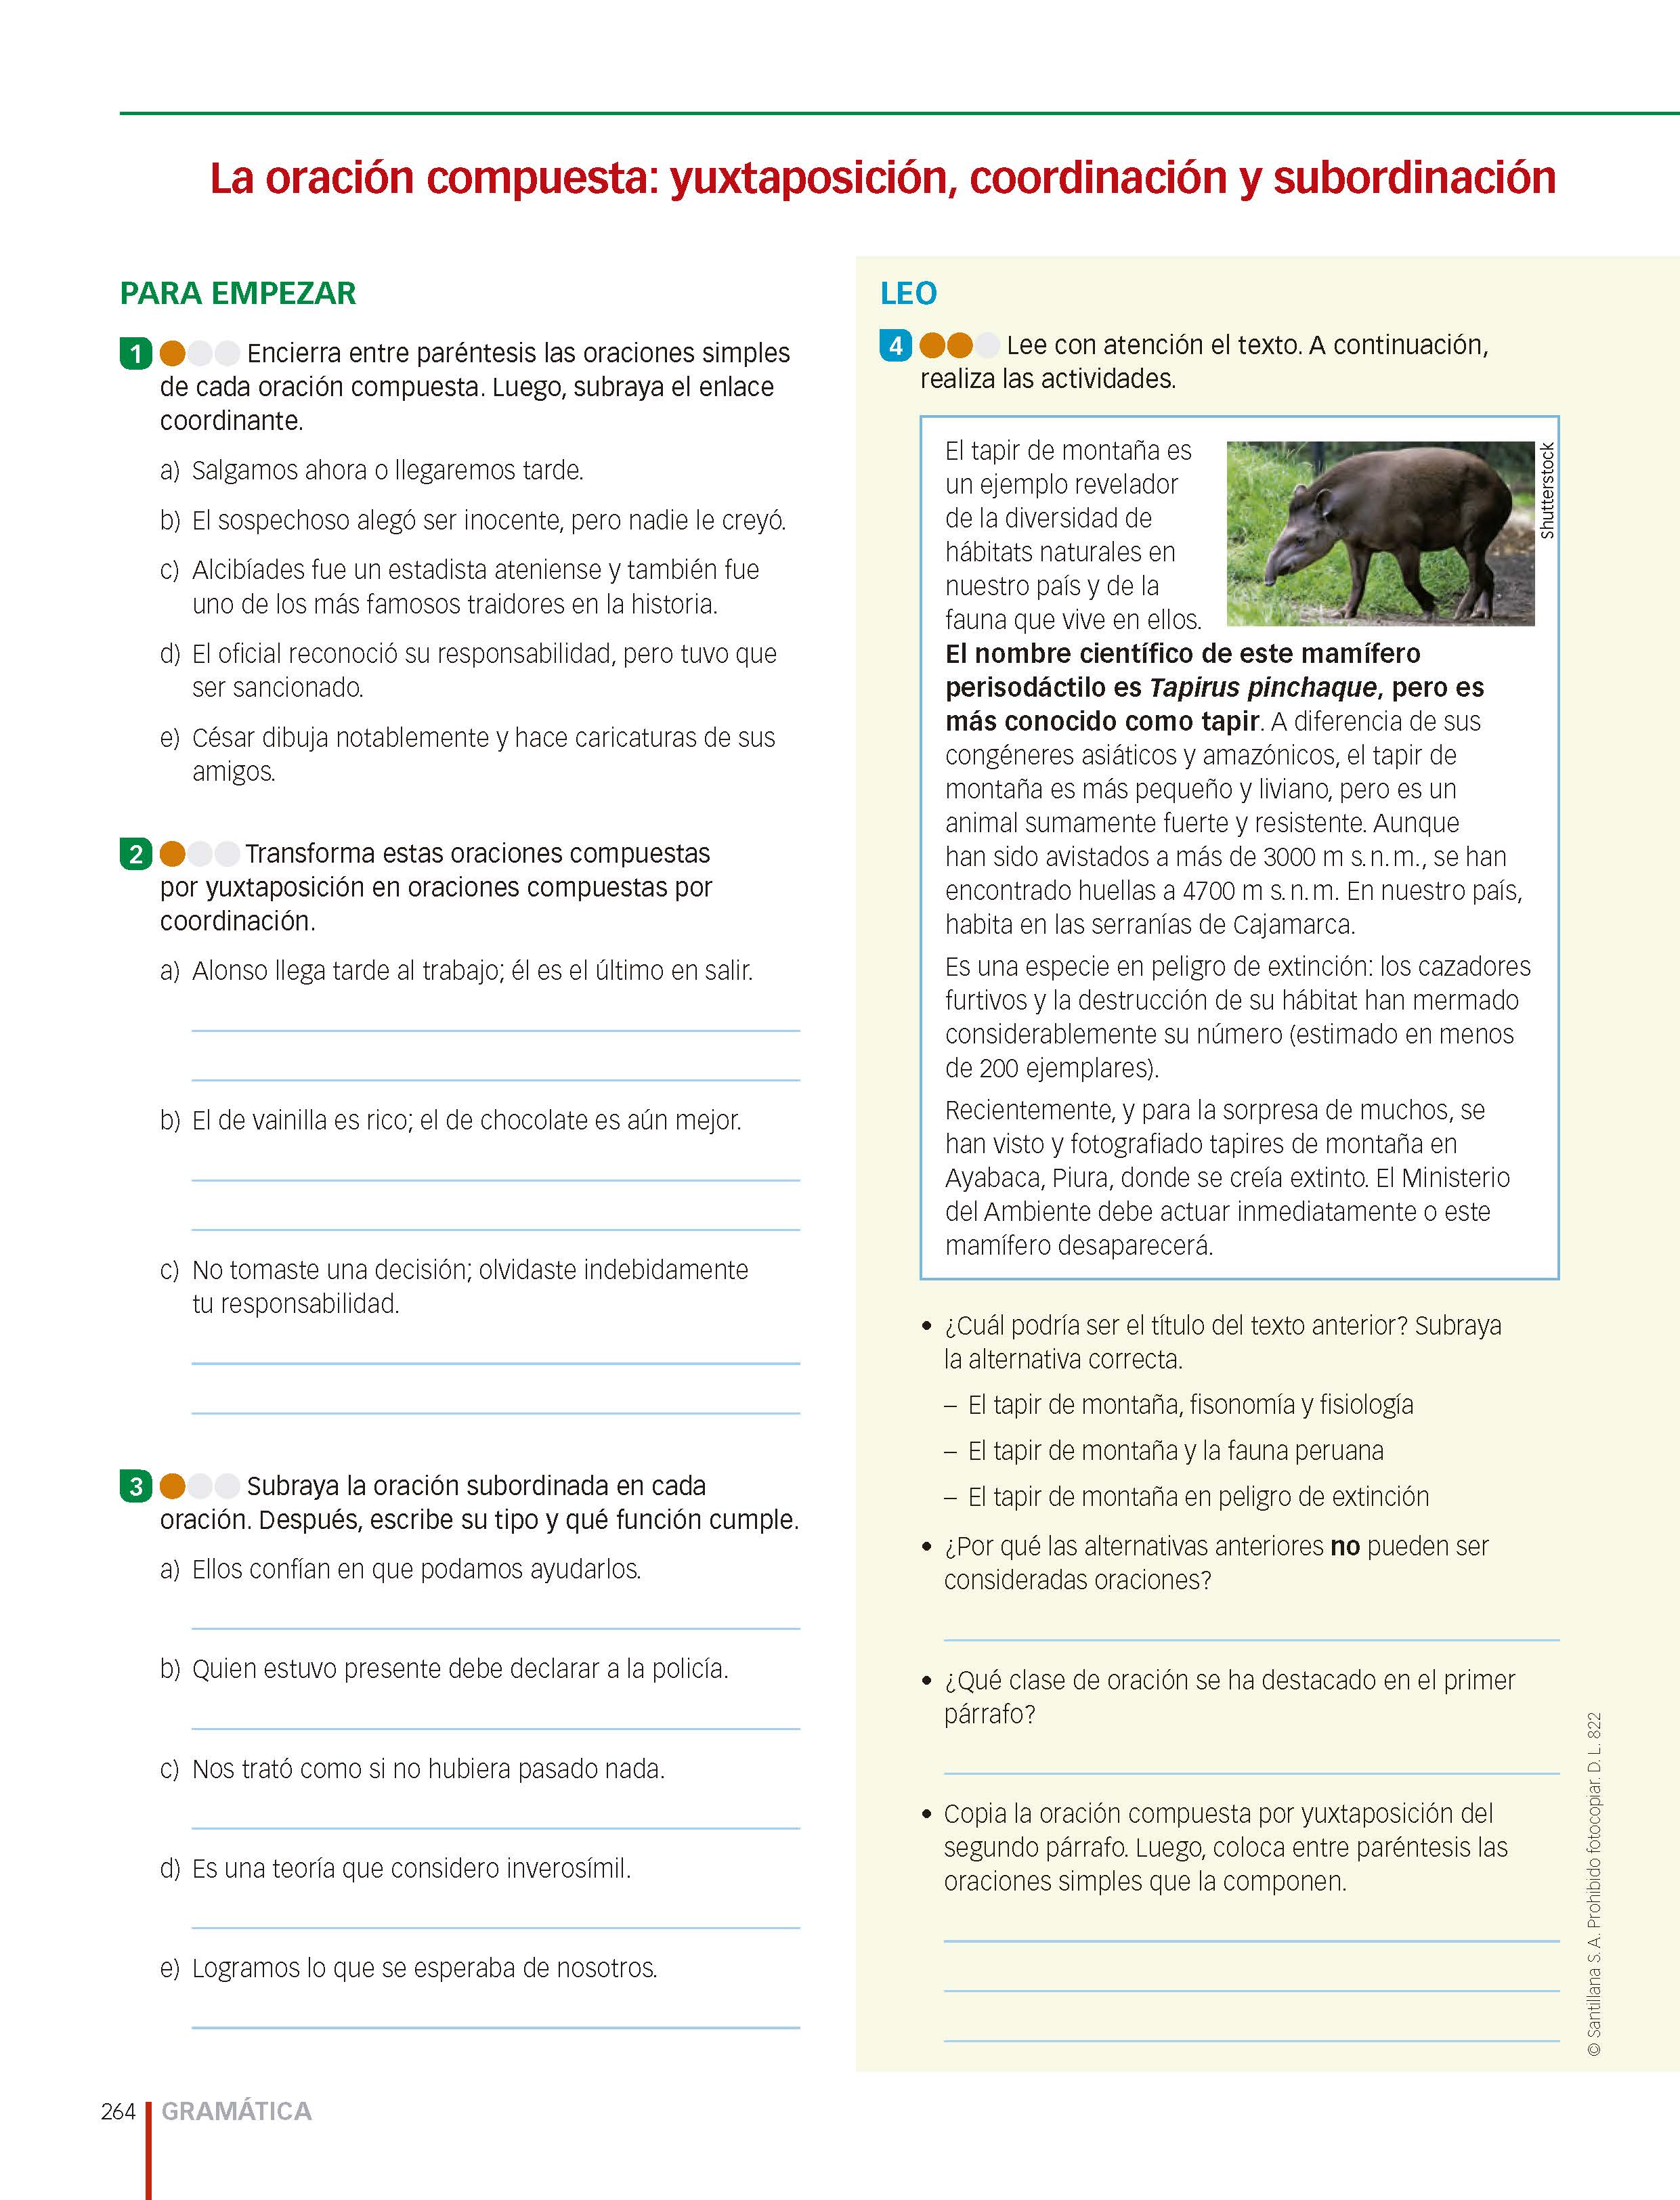 La oración compuesta: yuxtaposición, coordinación y subordinación
PARA EMPEZAR
1 Encierra entre paréntesis las oraciones simples
de cada oración compuesta. Luego, subraya el enlace
coordinante.
a) Salgamos ahora o llegaremos tarde.
b) El sospechoso alegó ser inocente, pero nadie le creyó.
c) Alcibíades fue un estadista ateniense y también fue
uno de los más famosos traidores en la historia.
d) El oficial reconoció su responsabilidad, pero tuvo que
ser sancionado.
e) César dibuja notablemente y hace caricaturas de sus
amigos.
2 Transforma estas oraciones compuestas
por yuxtaposición en oraciones compuestas por
coordinación.
a) Alonso llega tarde al trabajo; él es el último en salir.
b) El de vainilla es rico; el de chocolate es aún mejor.
c) No tomaste una decisión; olvidaste indebidamente
tu responsabilidad.
3 Subraya la oración subordinada en cada
oración. Después, escribe su tipo y qué función cumple.
a) Ellos confían en que podamos ayudarlos.
b) Quien estuvo presente debe declarar a la policía.
c) Nos trató como si no hubiera pasado nada.
d) Es una teoría que considero inverosímil.
e) Logramos lo que se esperaba de nosotros.
LEO
4 Lee con atención el texto. A continuación,
realiza las actividades.
El tapir de montaña es
un ejemplo revelador
de la diversidad de
hábitats naturales en
nuestro país y de la
fauna que vive en ellos.
El nombre científico de este mamífero
perisodáctilo es Tapirus pinchaque, pero es
más conocido como tapir. A diferencia de sus
congéneres asiáticos y amazónicos, el tapir de
montaña es más pequeño y liviano, pero es un
animal sumamente fuerte y resistente. Aunque
han sido avistados a más de 3000 m s. n. m., se han
encontrado huellas a 4700 m s. n. m. En nuestro país,
habita en las serranías de Cajamarca.
Es una especie en peligro de extinción: los cazadores
furtivos y la destrucción de su hábitat han mermado
considerablemente su número (estimado en menos
de 200 ejemplares).
Recientemente, y para la sorpresa de muchos, se
han visto y fotografiado tapires de montaña en
Ayabaca, Piura, donde se creía extinto. El Ministerio
del Ambiente debe actuar inmediatamente o este
mamífero desaparecerá.
Shutterstock
• ¿Cuál podría ser el título del texto anterior? Subraya
la alternativa correcta.
– El tapir de montaña, fisonomía y fisiología
– El tapir de montaña y la fauna peruana
– El tapir de montaña en peligro de extinción
• ¿Por qué las alternativas anteriores no pueden ser
consideradas oraciones?
• ¿Qué clase de oración se ha destacado en el primer
párrafo?
• Copia la oración compuesta por yuxtaposición del
segundo párrafo. Luego, coloca entre paréntesis las
oraciones simples que la componen.
© Santillana S. A. Prohibido fotocopiar. D. L. 822
264 GRAMÁTICA